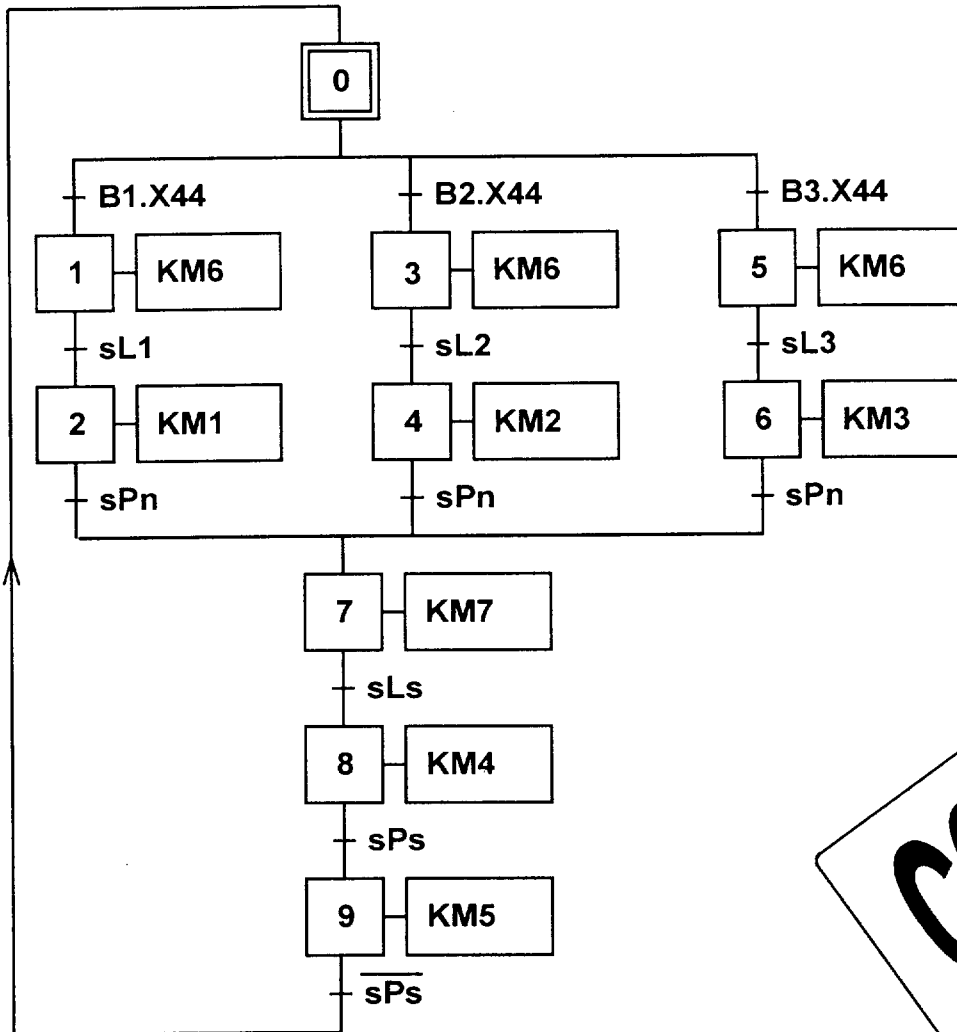 0
B1.X44 B2.X44 B3.X44
1 KM6 3 KM6 5 KM6
sL1 sL2 sL3
2 KM1 4 KM2 6 KM3
sPn sPn sPn
7 KM7
sLs
8 KM4
sPs
9 KM5
s̅P̅s̅